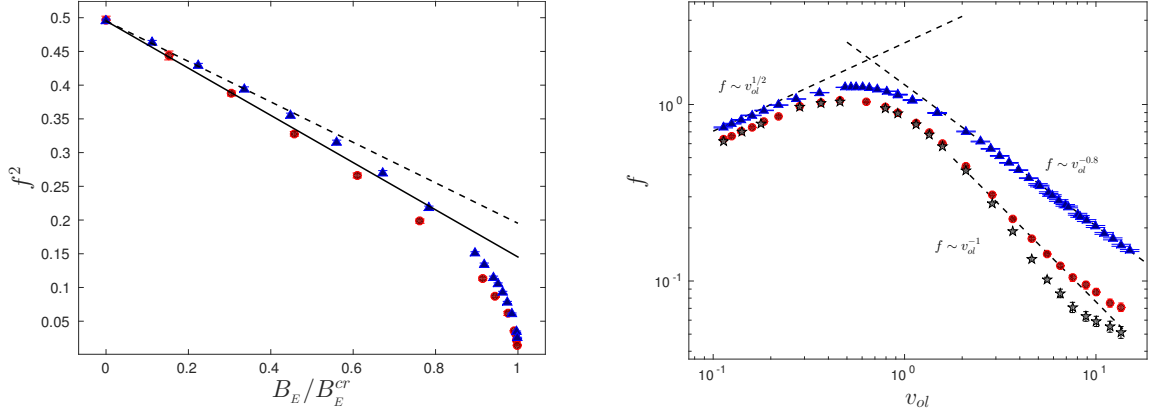 0.5
0.45
0.4
0.35
0.3
0.25
0.2
0.15
0.1
0.05
f^2
0 0.2 0.4 0.6 0.8 1
B_E/B_E^{cr}
f ~ v_{ol}^{1/2}
f ~ v_{ol}^{-0.8}
f ~ v_{ol}^{-1}
10^0
10^{-1}
f
10^{-1} 10^0 10^1
v_{ol}